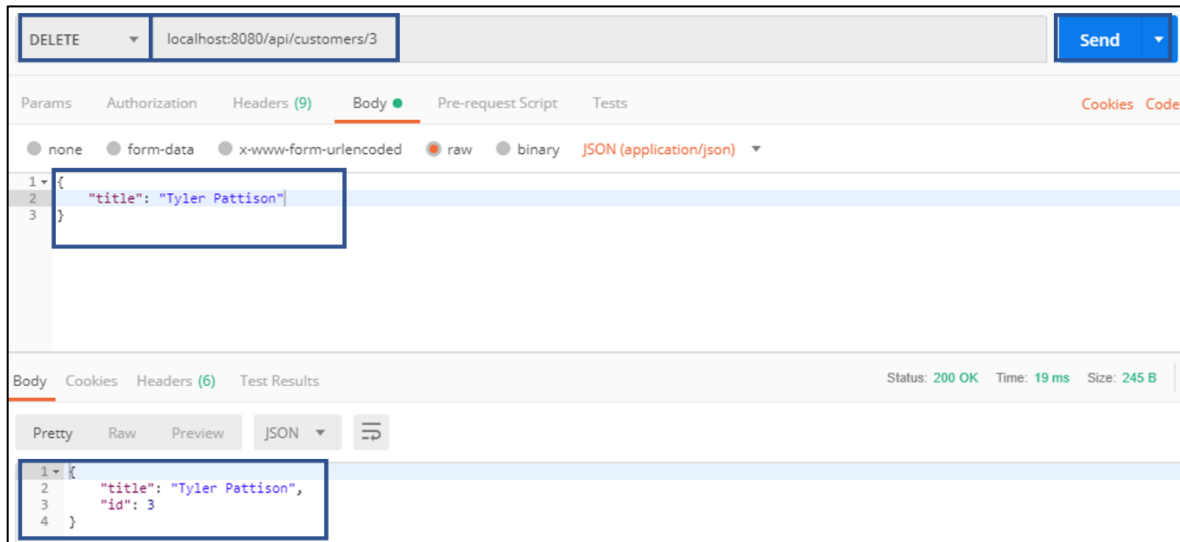 DELETE localhost:8080/api/customers/3 Send
Params Authorization Headers (9) Body Pre-request Script Tests Cookies Code
none form-data x-www-form-urlencoded raw binary JSON (application/json)
1 {
2 "title": "Tyler Pattison"
3 }
Body Cookies Headers (6) Test Results Status: 200 OK Time: 19 ms Size: 245 B
Pretty Raw Preview JSON
1 {
2 "title": "Tyler Pattison",
3 "id": 3
4 }